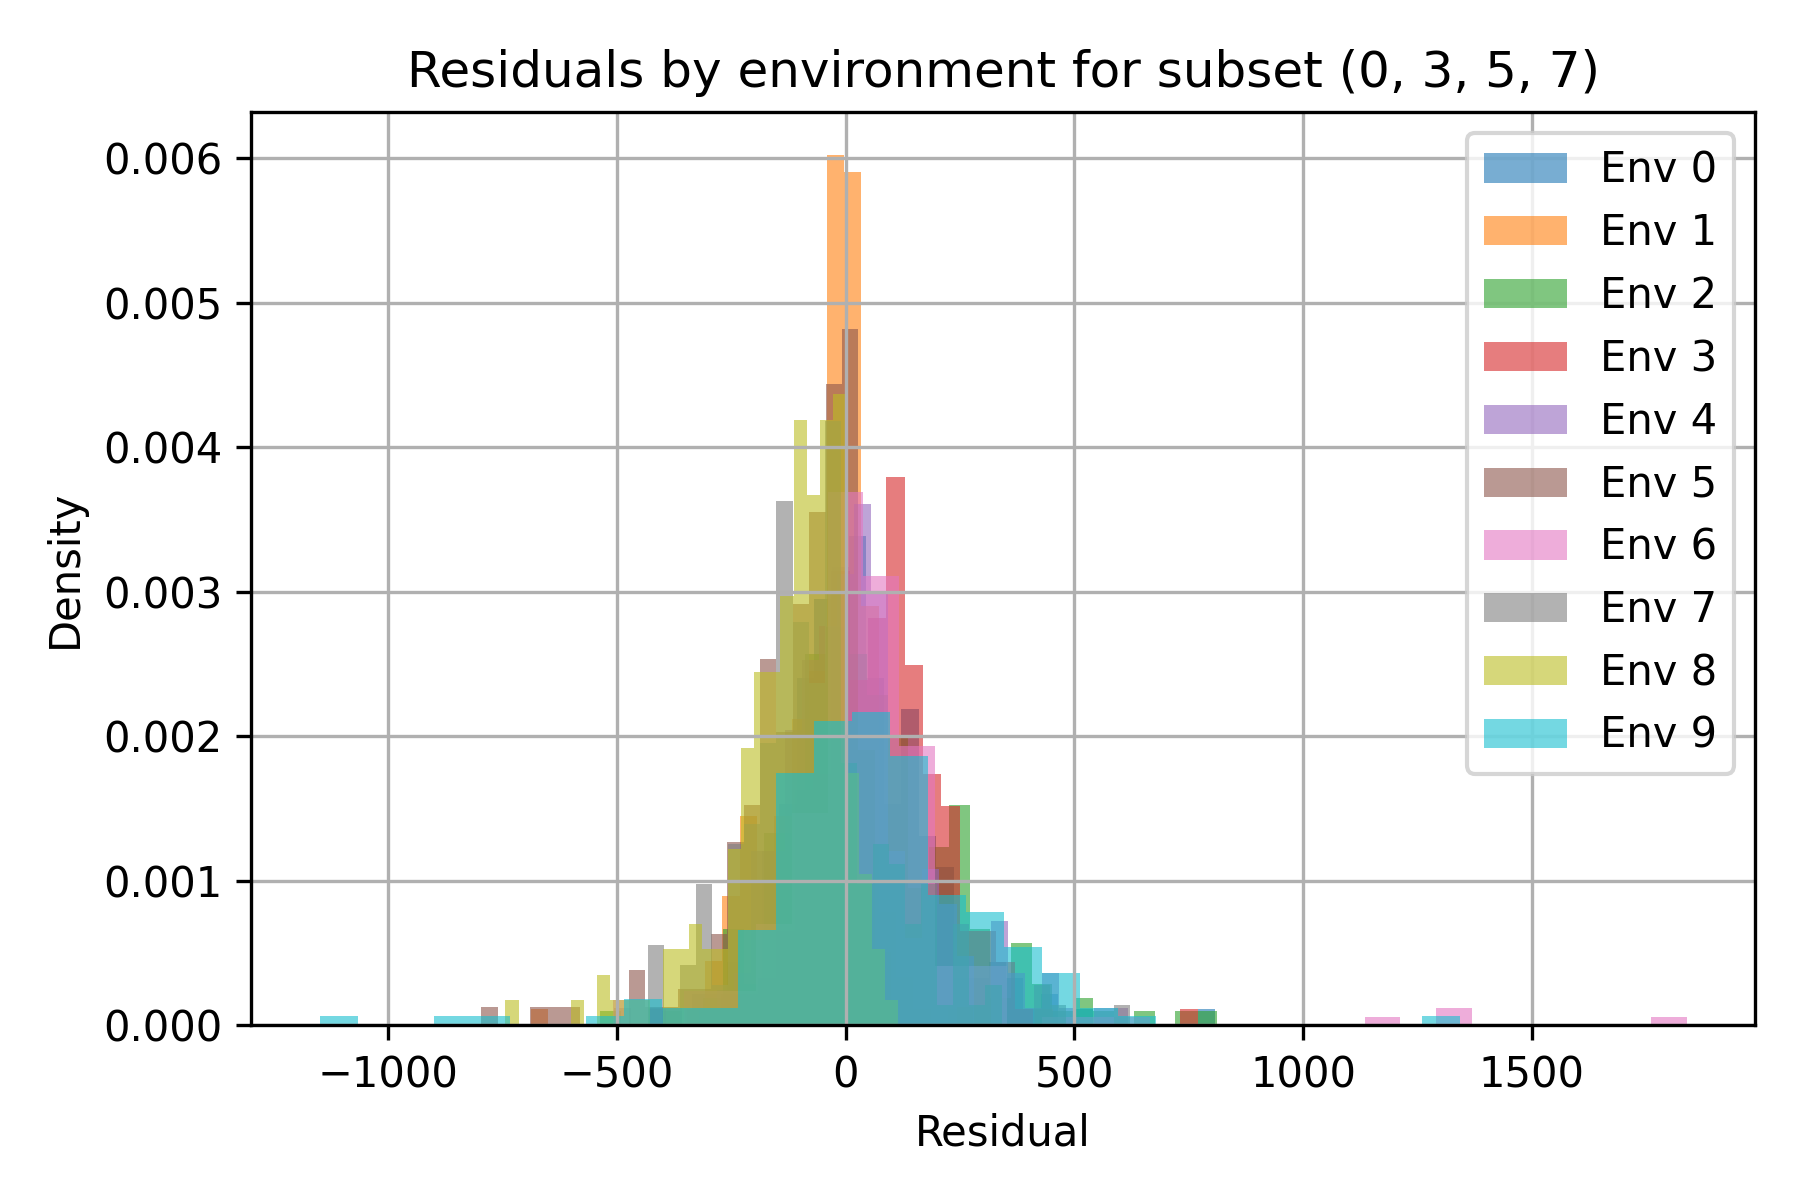 Residuals by environment for subset (0, 3, 5, 7)
Density
0.006
0.005
0.004
0.003
0.002
0.001
0.000
−1000
−500
0
500
1000
1500
Residual
Env 0
Env 1
Env 2
Env 3
Env 4
Env 5
Env 6
Env 7
Env 8
Env 9